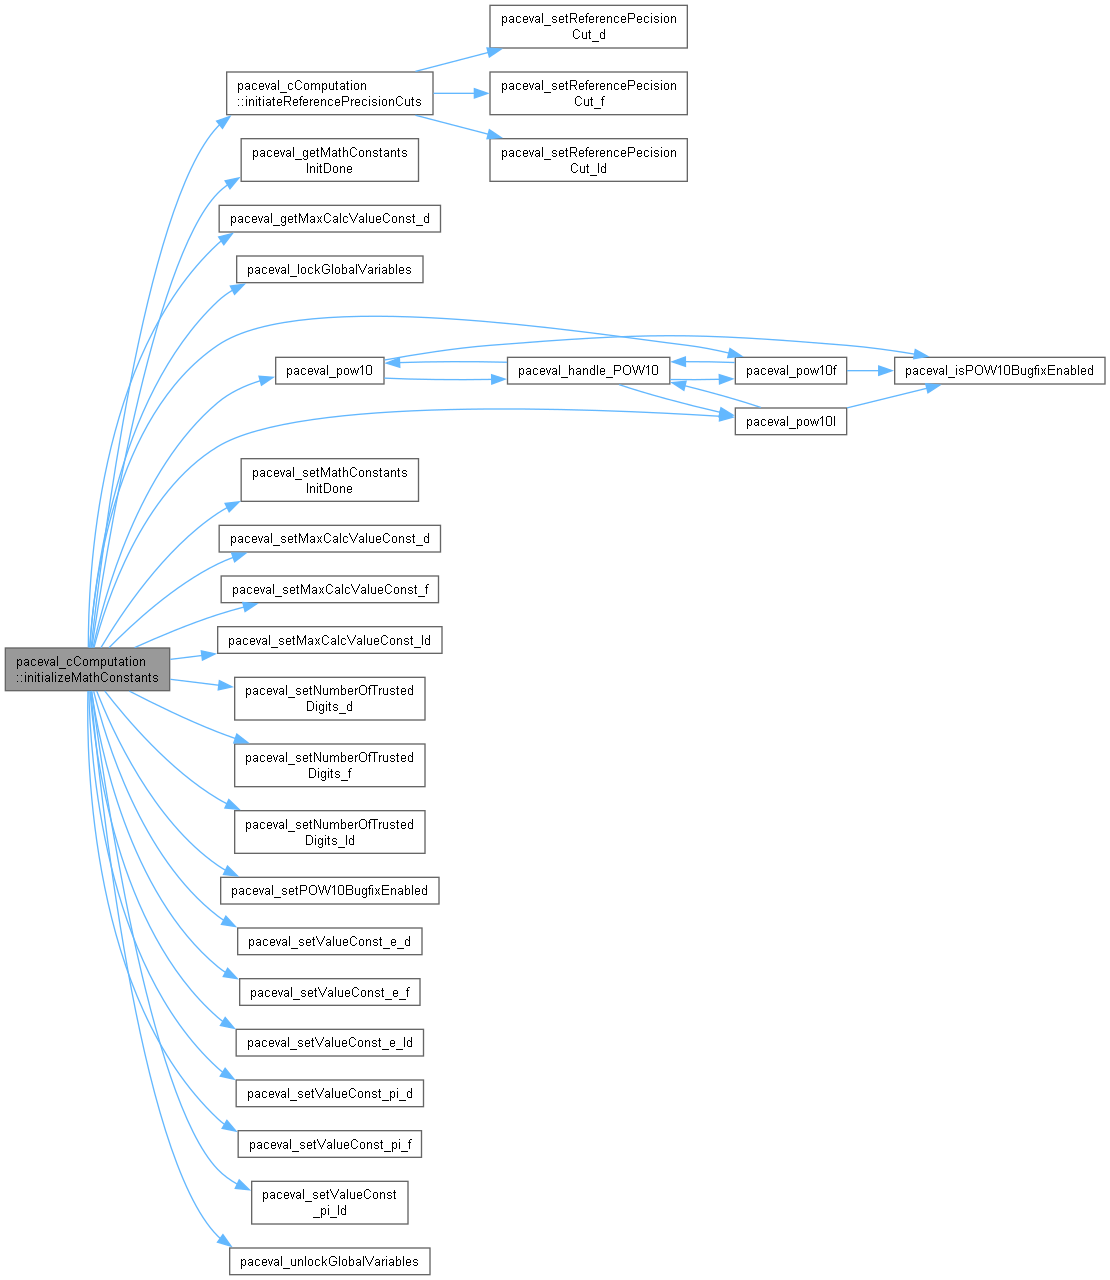 paceval_setReferencePecision
Cut_d
paceval_cComputation
::initiateReferencePrecisionCuts
paceval_setReferencePecision
Cut_f
paceval_setReferencePecision
Cut_ld
paceval_getMathConstants
InitDone
paceval_getMaxCalcValueConst_d
paceval_lockGlobalVariables
paceval_pow10
paceval_handle_POW10
paceval_pow10f
paceval_isPOW10BugfixEnabled
paceval_pow10l
paceval_setMathConstants
InitDone
paceval_setMaxCalcValueConst_d
paceval_setMaxCalcValueConst_f
paceval_setMaxCalcValueConst_ld
paceval_cComputation
::initializeMathConstants
paceval_setNumberOfTrusted
Digits_d
paceval_setNumberOfTrusted
Digits_f
paceval_setNumberOfTrusted
Digits_ld
paceval_setPOW10BugfixEnabled
paceval_setValueConst_e_d
paceval_setValueConst_e_f
paceval_setValueConst_e_ld
paceval_setValueConst_pi_d
paceval_setValueConst_pi_f
paceval_setValueConst
_pi_ld
paceval_unlockGlobalVariables